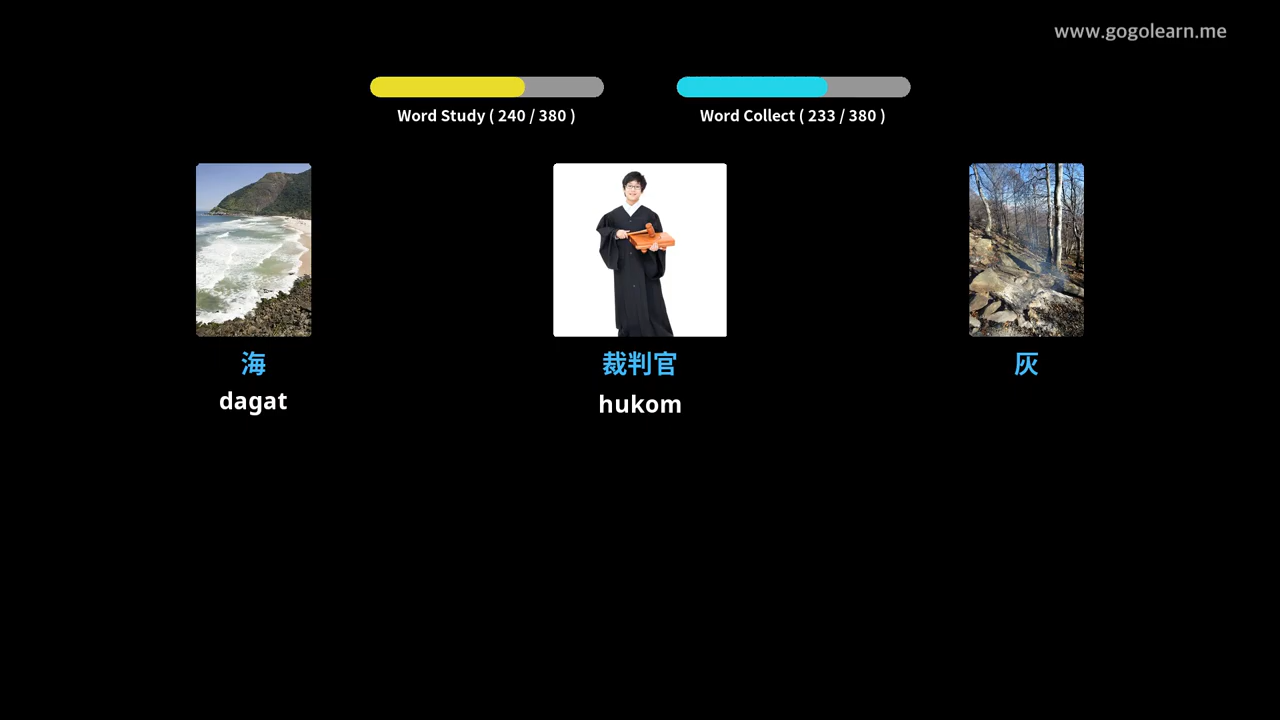 www.gogolearn.me
Word Study ( 240 / 380 )
Word Collect ( 233 / 380 )
海
裁判官
灰
dagat
hukom